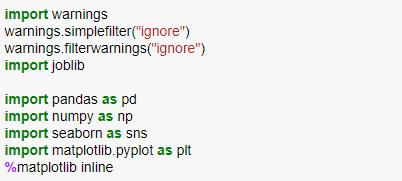 import warnings
warnings.simplefilter("ignore")
warnings.filterwarnings("ignore")
import joblib
import pandas as pd
import numpy as np
import seaborn as sns
import matplotlib.pyplot as plt
%matplotlib inline